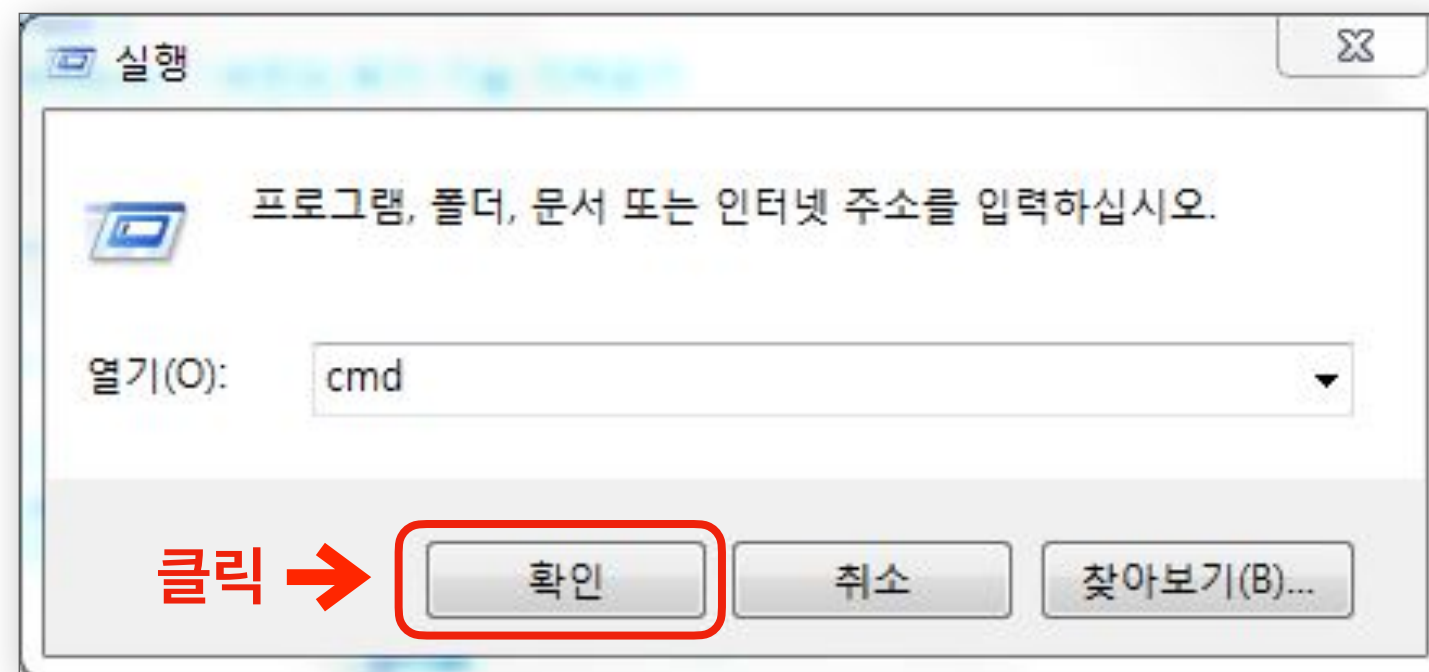 실행
프로그램, 폴더, 문서 또는 인터넷 주소를 입력하십시오.
열기(O): cmd
클릭 확인 취소 찾아보기(B)...